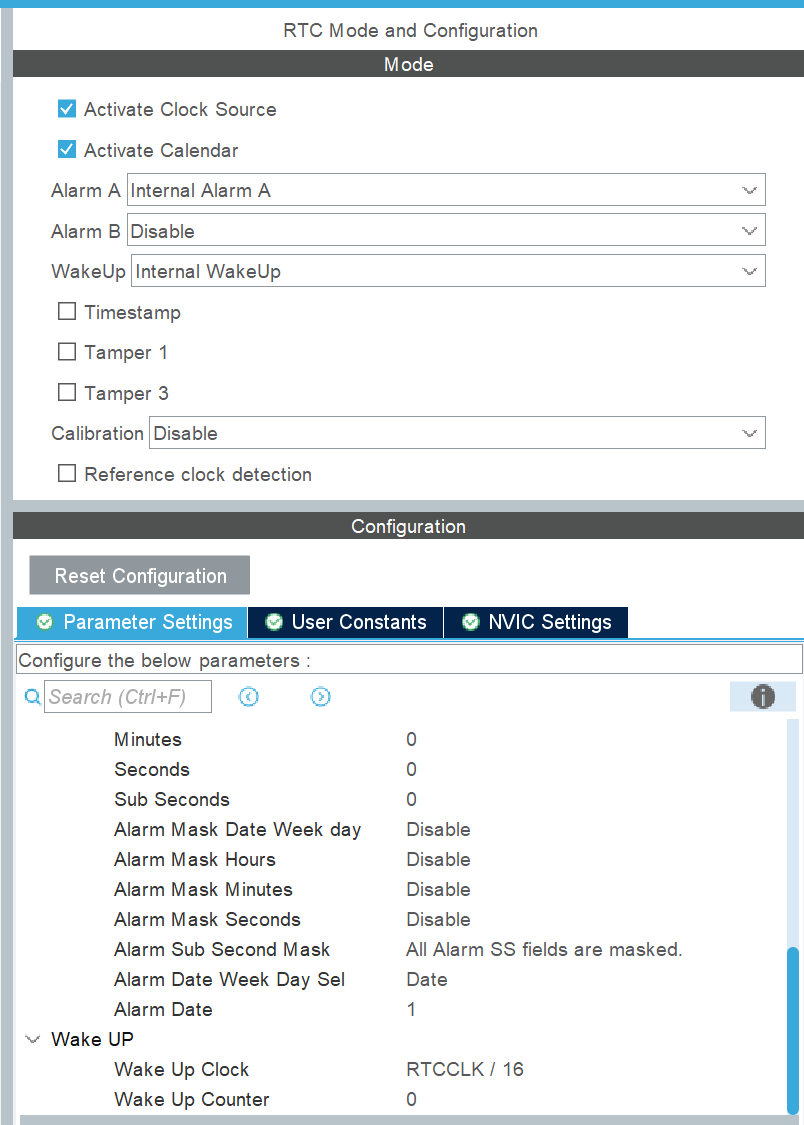 RTC Mode and Configuration
Mode
Activate Clock Source
Activate Calendar
Alarm A Internal Alarm A
Alarm B Disable
WakeUp Internal WakeUp
Timestamp
Tamper 1
Tamper 3
Calibration Disable
Reference clock detection
Configuration
Reset Configuration
Parameter Settings User Constants NVIC Settings
Configure the below parameters :
Search (Ctrl+F)
Minutes 0
Seconds 0
Sub Seconds 0
Alarm Mask Date Week day Disable
Alarm Mask Hours Disable
Alarm Mask Minutes Disable
Alarm Mask Seconds Disable
Alarm Sub Second Mask All Alarm SS fields are masked.
Alarm Date Week Day Sel Date
Alarm Date 1
Wake UP
Wake Up Clock RTCCLK / 16
Wake Up Counter 0